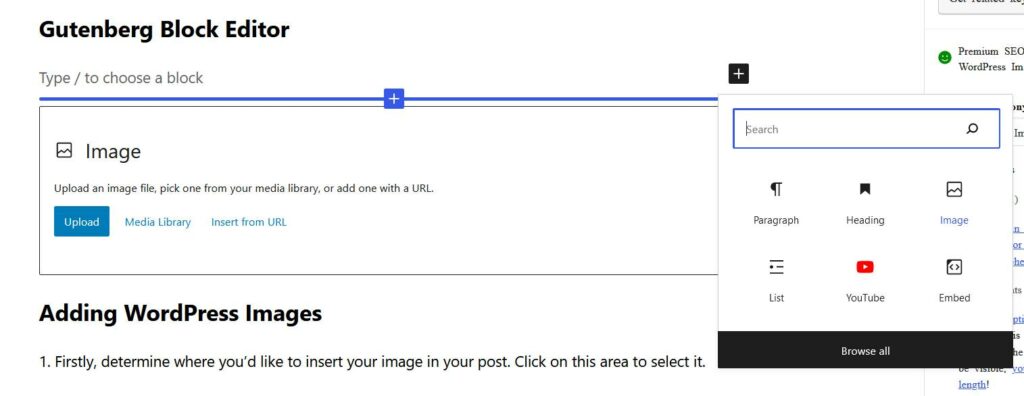 Gutenberg Block Editor
Type / to choose a block
Image
Upload an image file, pick one from your media library, or add one with a URL.
Upload
Media Library
Insert from URL
Adding WordPress Images
1. Firstly, determine where you’d like to insert your image in your post. Click on this area to select it.
Search
Paragraph
Heading
Image
List
YouTube
Embed
Browse all
Premium SEO
WordPress Im
be visible, you
length!